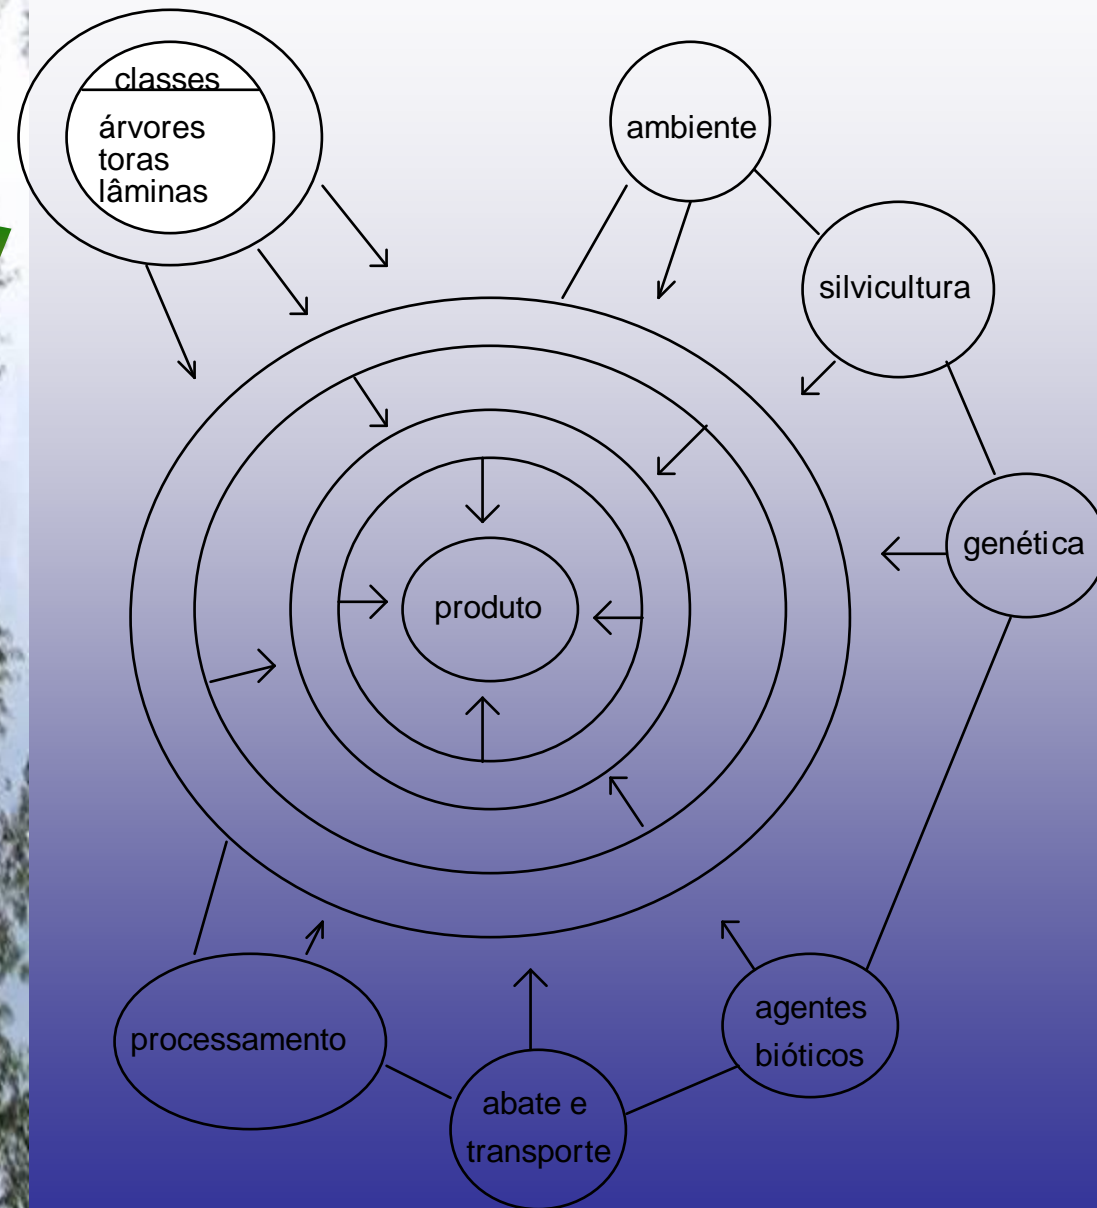 classes
árvores
toras
lâminas
ambiente
silvicultura
genética
produto
agentes
bióticos
processamento
abate e
transporte